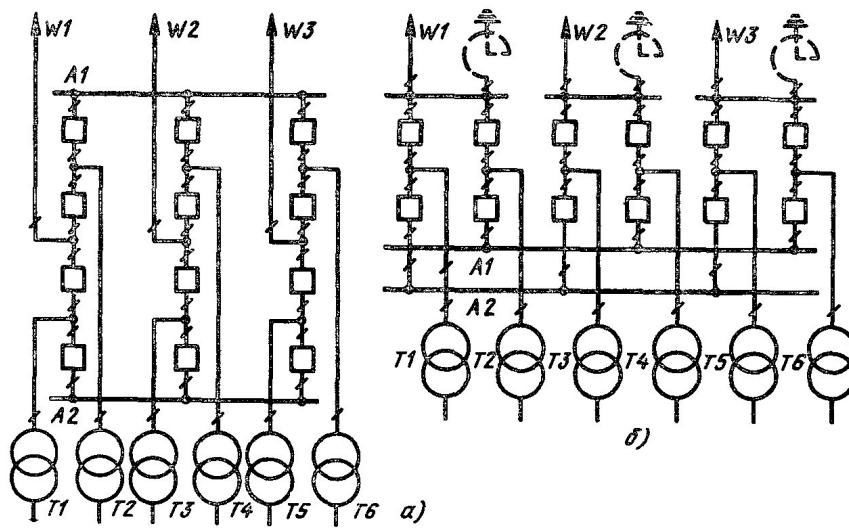 W1 W2 W3 W1 W2 W3
A1
A1
A2
T1 T2 T3 T4 T5 T6
б)
A2
T1 T2 T3 T4 T5 T6 а)